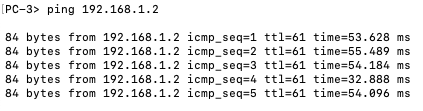 PC-3> ping 192.168.1.2
84 bytes from 192.168.1.2 icmp_seq=1 ttl=61 time=53.628 ms
84 bytes from 192.168.1.2 icmp_seq=2 ttl=61 time=55.489 ms
84 bytes from 192.168.1.2 icmp_seq=3 ttl=61 time=54.184 ms
84 bytes from 192.168.1.2 icmp_seq=4 ttl=61 time=32.888 ms
84 bytes from 192.168.1.2 icmp_seq=5 ttl=61 time=54.096 ms